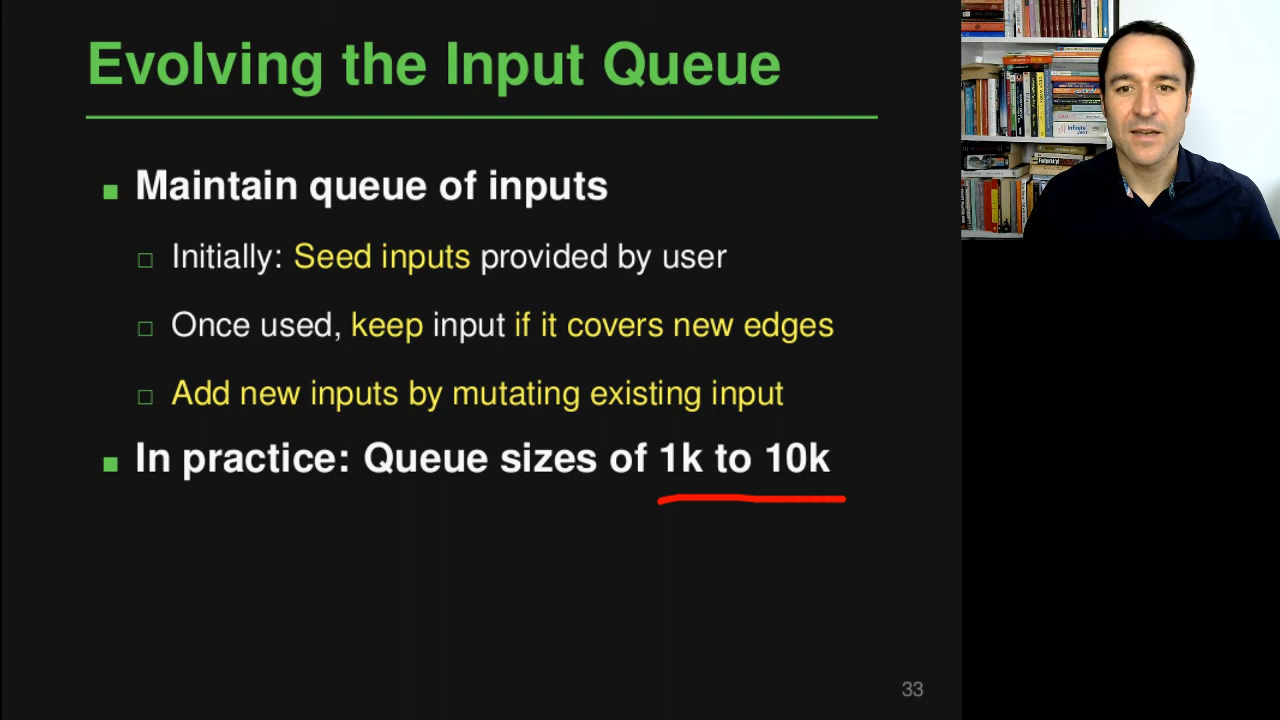 Evolving the Input Queue
Maintain queue of inputs
Initially: Seed inputs provided by user
Once used, keep input if it covers new edges
Add new inputs by mutating existing input
In practice: Queue sizes of 1k to 10k
33
Infinite
Jest